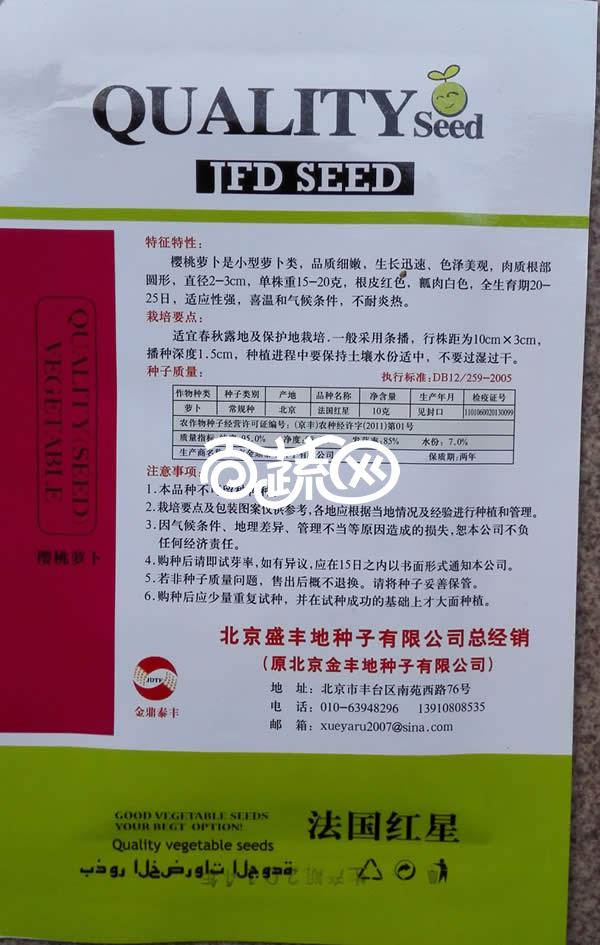 QUALITY Seed
JFD SEED
特征特性：
樱桃萝卜是小型萝卜类，品质细嫩，生长迅速、色泽美观，肉质根部
圆形，直径2-3cm，单株重15-20克，根皮红色，瓤肉白色，全生育期20-
25日，适应性强，喜温和气候条件，不耐炎热。
栽培要点：
适宜春秋露地及保护地栽培.一般采用条播，行株距为10cm×3cm，
播种深度1.5cm，种植进程中要保持土壤水份适中，不要过湿过干。
种子质量： 执行标准:DB12/259-2005
作物种类 种子类别 产地 品种名称 净含量 生产年月 检疫证号
萝卜 常规种 北京 法国红星 10克 见封口 1101060020130099
农作物种子经营许可证编号：(京丰)农种经许字(2011)第01号
质量指标 95.0% 净度 85% 水份：7.0%
生产商名 公司 保质期:两年
百蔬网
注意事项
1.本品种不
2.栽培要点及包装图案仅供参考,各地应根据当地情况及经验进行种植和管理。
3.因气候条件、地理差异、管理不当等原因造成的损失,恕本公司不负
任何经济责任。
4.购种后请即试芽率,如有异议,应在15日之内以书面形式通知本公司。
5.若非种子质量问题，售出后概不退换。请将种子妥善保管。
6.购种后应少量重复试种，并在试种成功的基础上才大面种植。
北京盛丰地种子有限公司总经销
(原北京金丰地种子有限公司)
JDTF
金鼎泰丰
地 址：北京市丰台区南苑西路76号
电 话：010-63948296 13910808535
邮 箱：xueyaru2007@sina.com
QUALITY SEED
VEGETABLE
樱桃萝卜
GOOD VEGETABLE SEEDS
YOUR BEGT OPTION!
Quality vegetable seeds
بذور الخضروات الجودة
法国红星